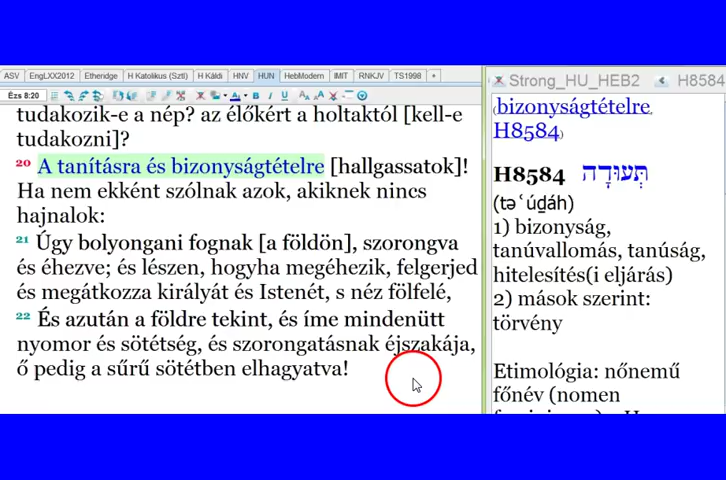 ASV EngLXX2012 Etheridge H Katolikus (SztI) H Káldi HNV HUN HebModern IMIT RNKJV TS1998 +
Ézs 8:20
tudakozik-e a nép? az élőkért a holtaktól [kell-e
tudakozni]?
20 A tanításra és bizonyságtételre [hallgassatok]!
Ha nem ekként szólnak azok, akiknek nincs
hajnalok:
21 Úgy bolyongani fognak [a földön], szorongva
és éhezve; és lészen, hogyha megéhezik, felgerjed
és megátkozza királyát és Istenét, s néz fölfelé,
22 És azután a földre tekint, és íme mindenütt
nyomor és sötétség, és szorongatásnak éjszakája,
ő pedig a sűrű sötétben elhagyatva!
Strong_HU_HEB2 H8584
(bizonyságtételre,
H8584)
H8584 תְּעוּדָה
(təʿúḏáh)
1) bizonyság,
tanúvallomás, tanúság,
hitelesítés(i eljárás)
2) mások szerint:
törvény
Etimológia: nőnemű
főnév (nomen